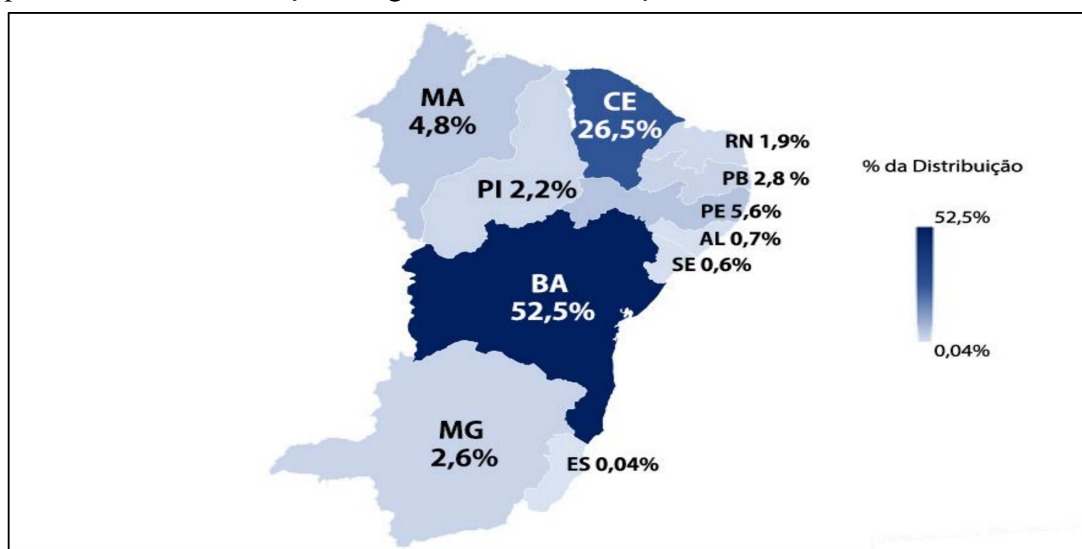 MA
4,8%
CE
26,5%
RN 1,9%
PI 2,2%
PB 2,8 %
PE 5,6%
AL 0,7%
SE 0,6%
BA
52,5%
MG
2,6%
ES 0,04%
% da Distribuição
52,5%
0,04%